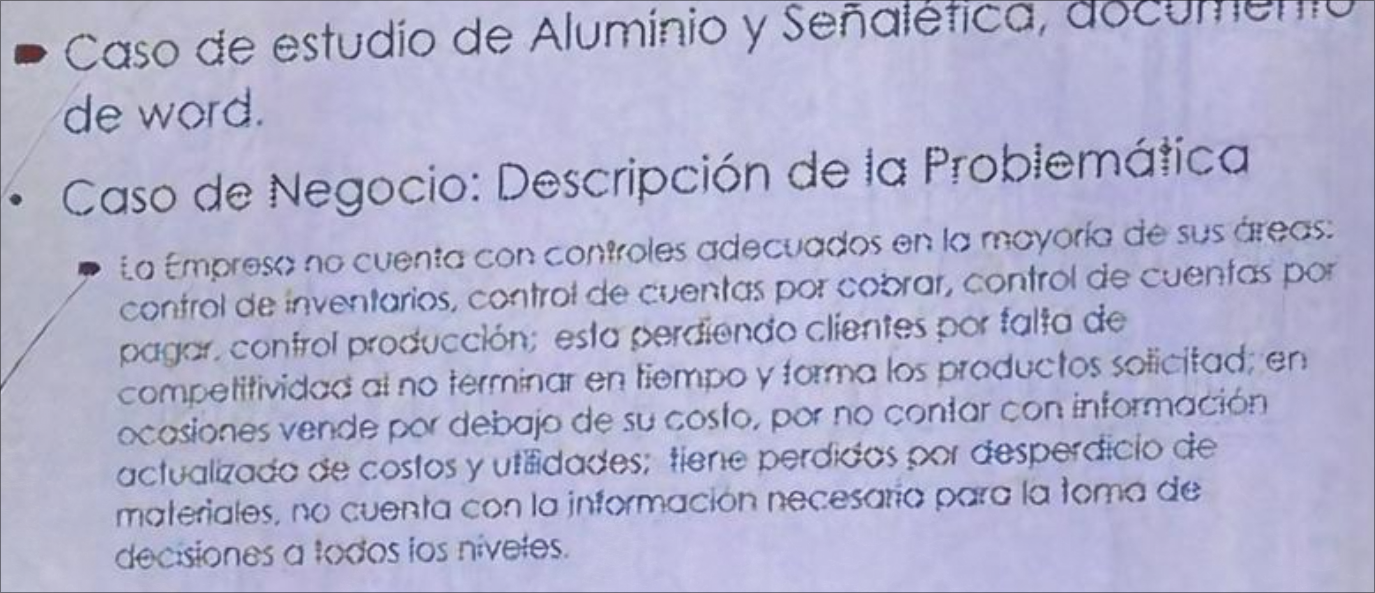 Caso de estudio de Aluminio y Señalética, documento
de word.
• Caso de Negocio: Descripción de la Problemática
La Empresa no cuenta con controles adecuados en la mayoría de sus áreas:
control de inventarios, control de cuentas por cobrar, control de cuentas por
pagar, control producción; esta perdiendo clientes por falta de
competitividad al no terminar en tiempo y forma los productos solicitad; en
ocasiones vende por debajo de su costo, por no contar con información
actualizada de costos y utilidades; tiene perdidas por desperdicio de
materiales, no cuenta con la información necesaria para la toma de
decisiones a todos los niveles.